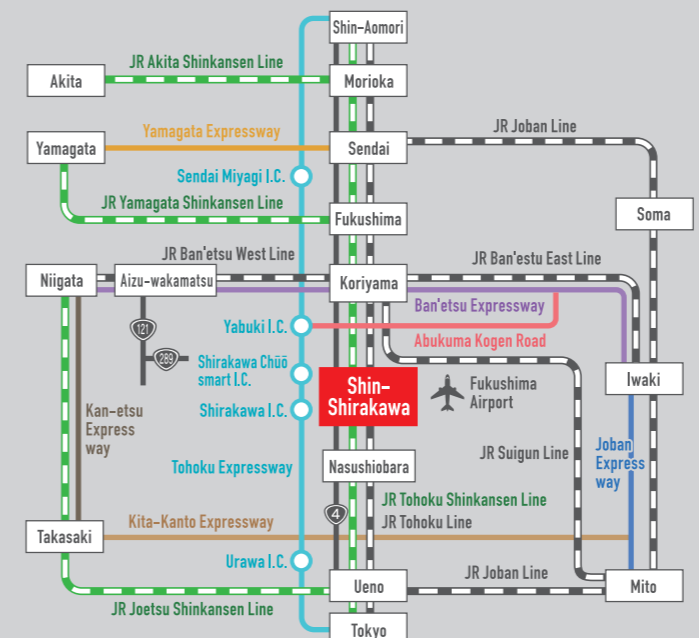 Shin-Aomori
JR Akita Shinkansen Line
Akita
Morioka
Yamagata Expressway
JR Joban Line
Yamagata
Sendai
Sendai Miyagi I.C.
JR Yamagata Shinkansen Line
Soma
Fukushima
JR Ban'etsu West Line
JR Ban'estu East Line
Niigata
Aizu-wakamatsu
Koriyama
Ban'etsu Expressway
121
Yabuki I.C.
Abukuma Kogen Road
289
Shirakawa Chūō
smart I.C.
Shin-
Shirakawa
Fukushima
Airport
Iwaki
Shirakawa I.C.
Kan-etsu
Express
way
JR Suigun Line
Joban
Express
way
Tohoku Expressway
Nasushiobara
JR Tohoku Shinkansen Line
4
Kita-Kanto Expressway
JR Tohoku Line
Takasaki
Urawa I.C.
JR Joban Line
Ueno
Mito
JR Joetsu Shinkansen Line
Tokyo